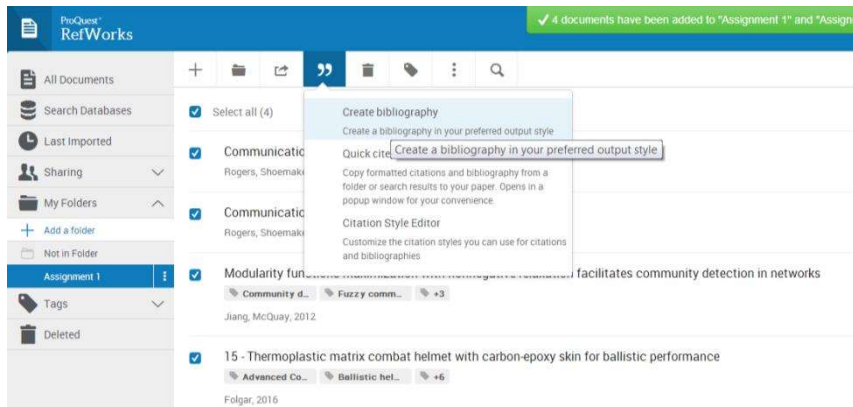 ProQuest®
RefWorks
✓ 4 documents have been added to "Assignment 1" and "Assign
All Documents
Search Databases
Last Imported
Sharing
My Folders
Add a folder
Not in Folder
Assignment 1
Tags
Deleted
Select all (4)
Create bibliography
Create a bibliography in your preferred output style
Create a bibliography in your preferred output style
Quick cite
Copy formatted citations and bibliography from a
folder or search results to your paper. Opens in a
popup window for your convenience.
Citation Style Editor
Customize the citation styles you can use for citations
and bibliographies
Communicatio
Rogers, Shoemak
Communicatio
Rogers, Shoemak
Modularity facilitates community detection in networks
Community d... Fuzzy comm... +3
Jiang, McQuay, 2012
15 - Thermoplastic matrix combat helmet with carbon-epoxy skin for ballistic performance
Advanced Co... Ballistic hel... +6
Folgar, 2016